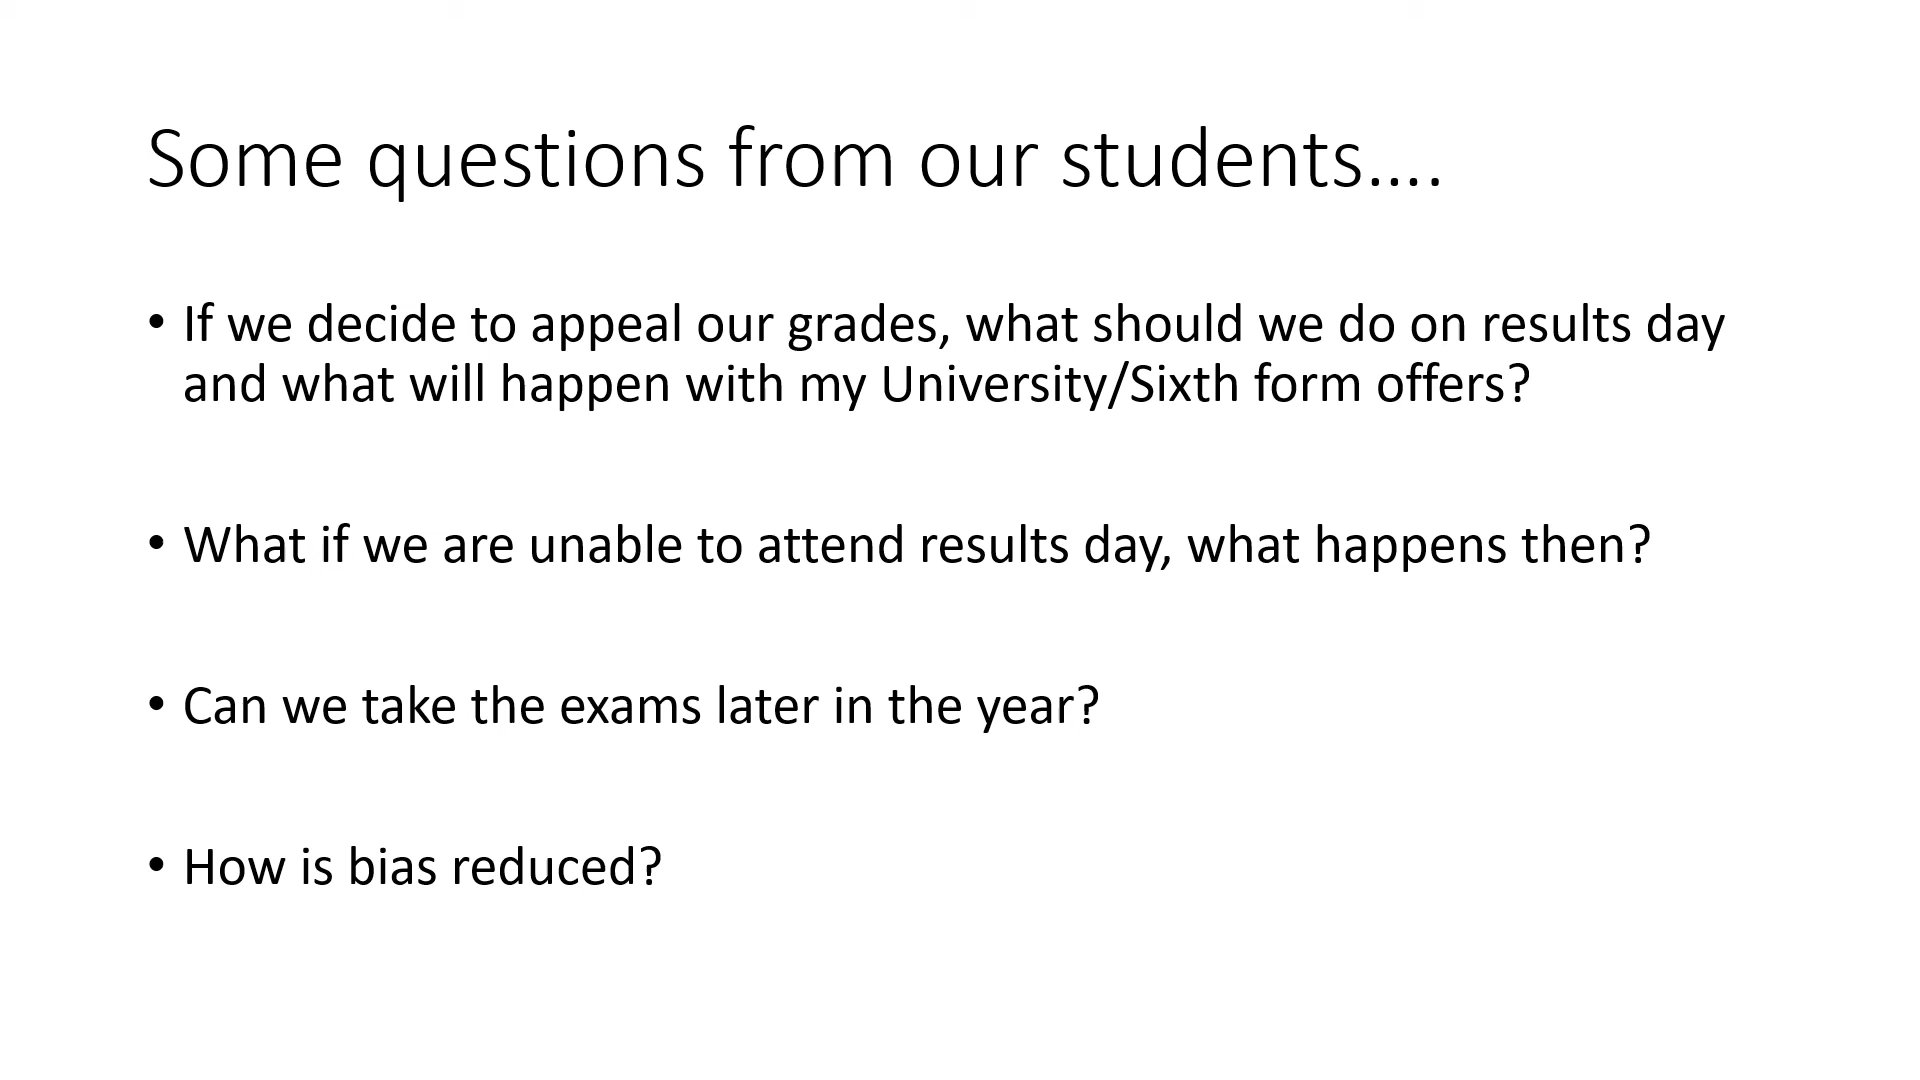 Some questions from our students….
• If we decide to appeal our grades, what should we do on results day
and what will happen with my University/Sixth form offers?
• What if we are unable to attend results day, what happens then?
• Can we take the exams later in the year?
• How is bias reduced?